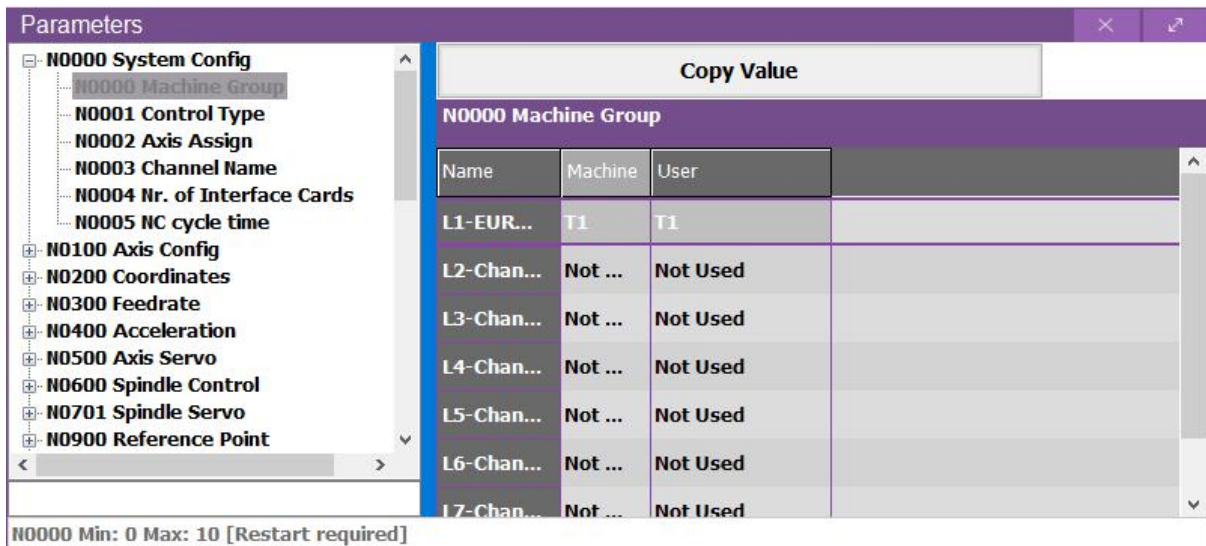 Parameters
N0000 System Config
N0000 Machine Group
N0001 Control Type
N0002 Axis Assign
N0003 Channel Name
N0004 Nr. of Interface Cards
N0005 NC cycle time
N0100 Axis Config
N0200 Coordinates
N0300 Feedrate
N0400 Acceleration
N0500 Axis Servo
N0600 Spindle Control
N0701 Spindle Servo
N0900 Reference Point
Copy Value
N0000 Machine Group
Name Machine User
L1-EUR... T1 T1
L2-Chan... Not ... Not Used
L3-Chan... Not ... Not Used
L4-Chan... Not ... Not Used
L5-Chan... Not ... Not Used
L6-Chan... Not ... Not Used
L7-Chan... Not ... Not Used
N0000 Min: 0 Max: 10 [Restart required]